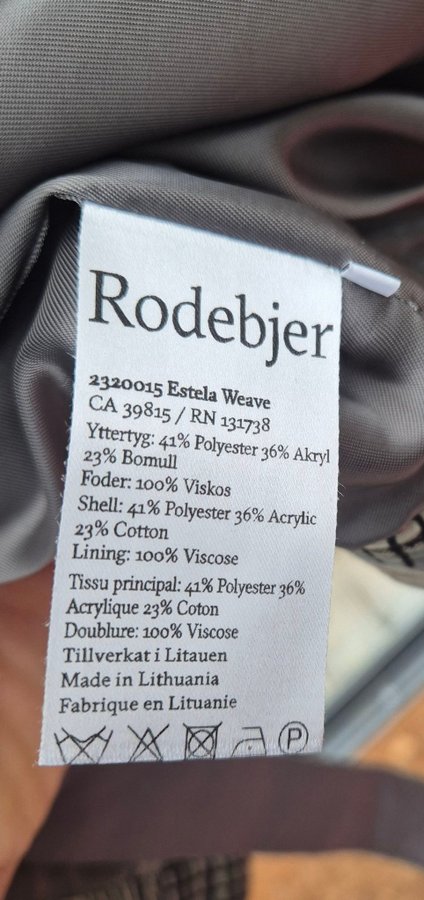 Rodebjer
2320015 Estela Weave
CA 39815 / RN 131738
Yttertyg: 41% Polyester 36% Akryl
23% Bomull
Foder: 100% Viskos
Shell: 41% Polyester 36% Acrylic
23% Cotton
Lining: 100% Viscose
Tissu principal: 41% Polyester 36%
Acrylique 23% Coton
Doublure: 100% Viscose
Tillverkat i Litauen
Made in Lithuania
Fabrique en Lituanie
P